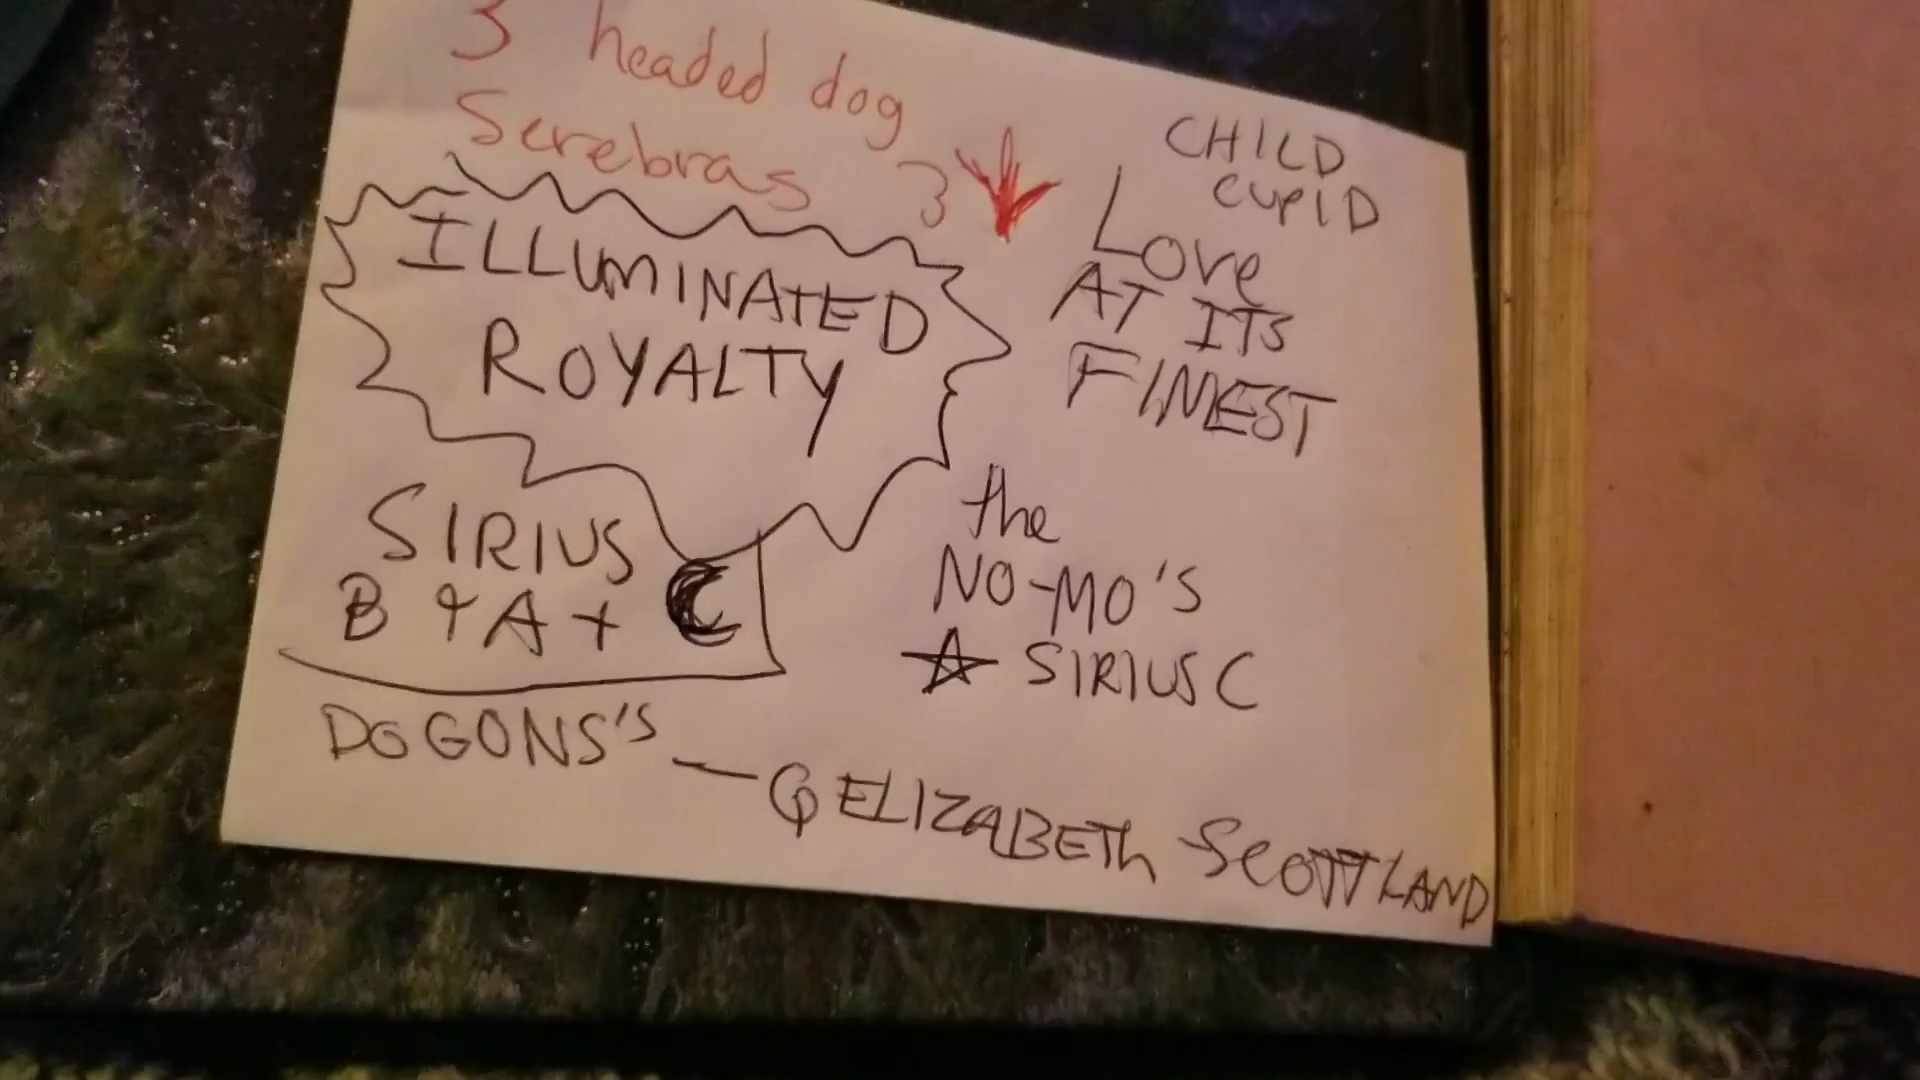 3 headed dog
Screbras 3
CHILD
CUPID
Love
AT ITS
FINEST
ILLUMINATED
ROYALTY
SIRIUS
B & A +
the
NO-MO'S
SIRIUS C
DOGONS'S
— Q ELIZABETH SCOTTLAND